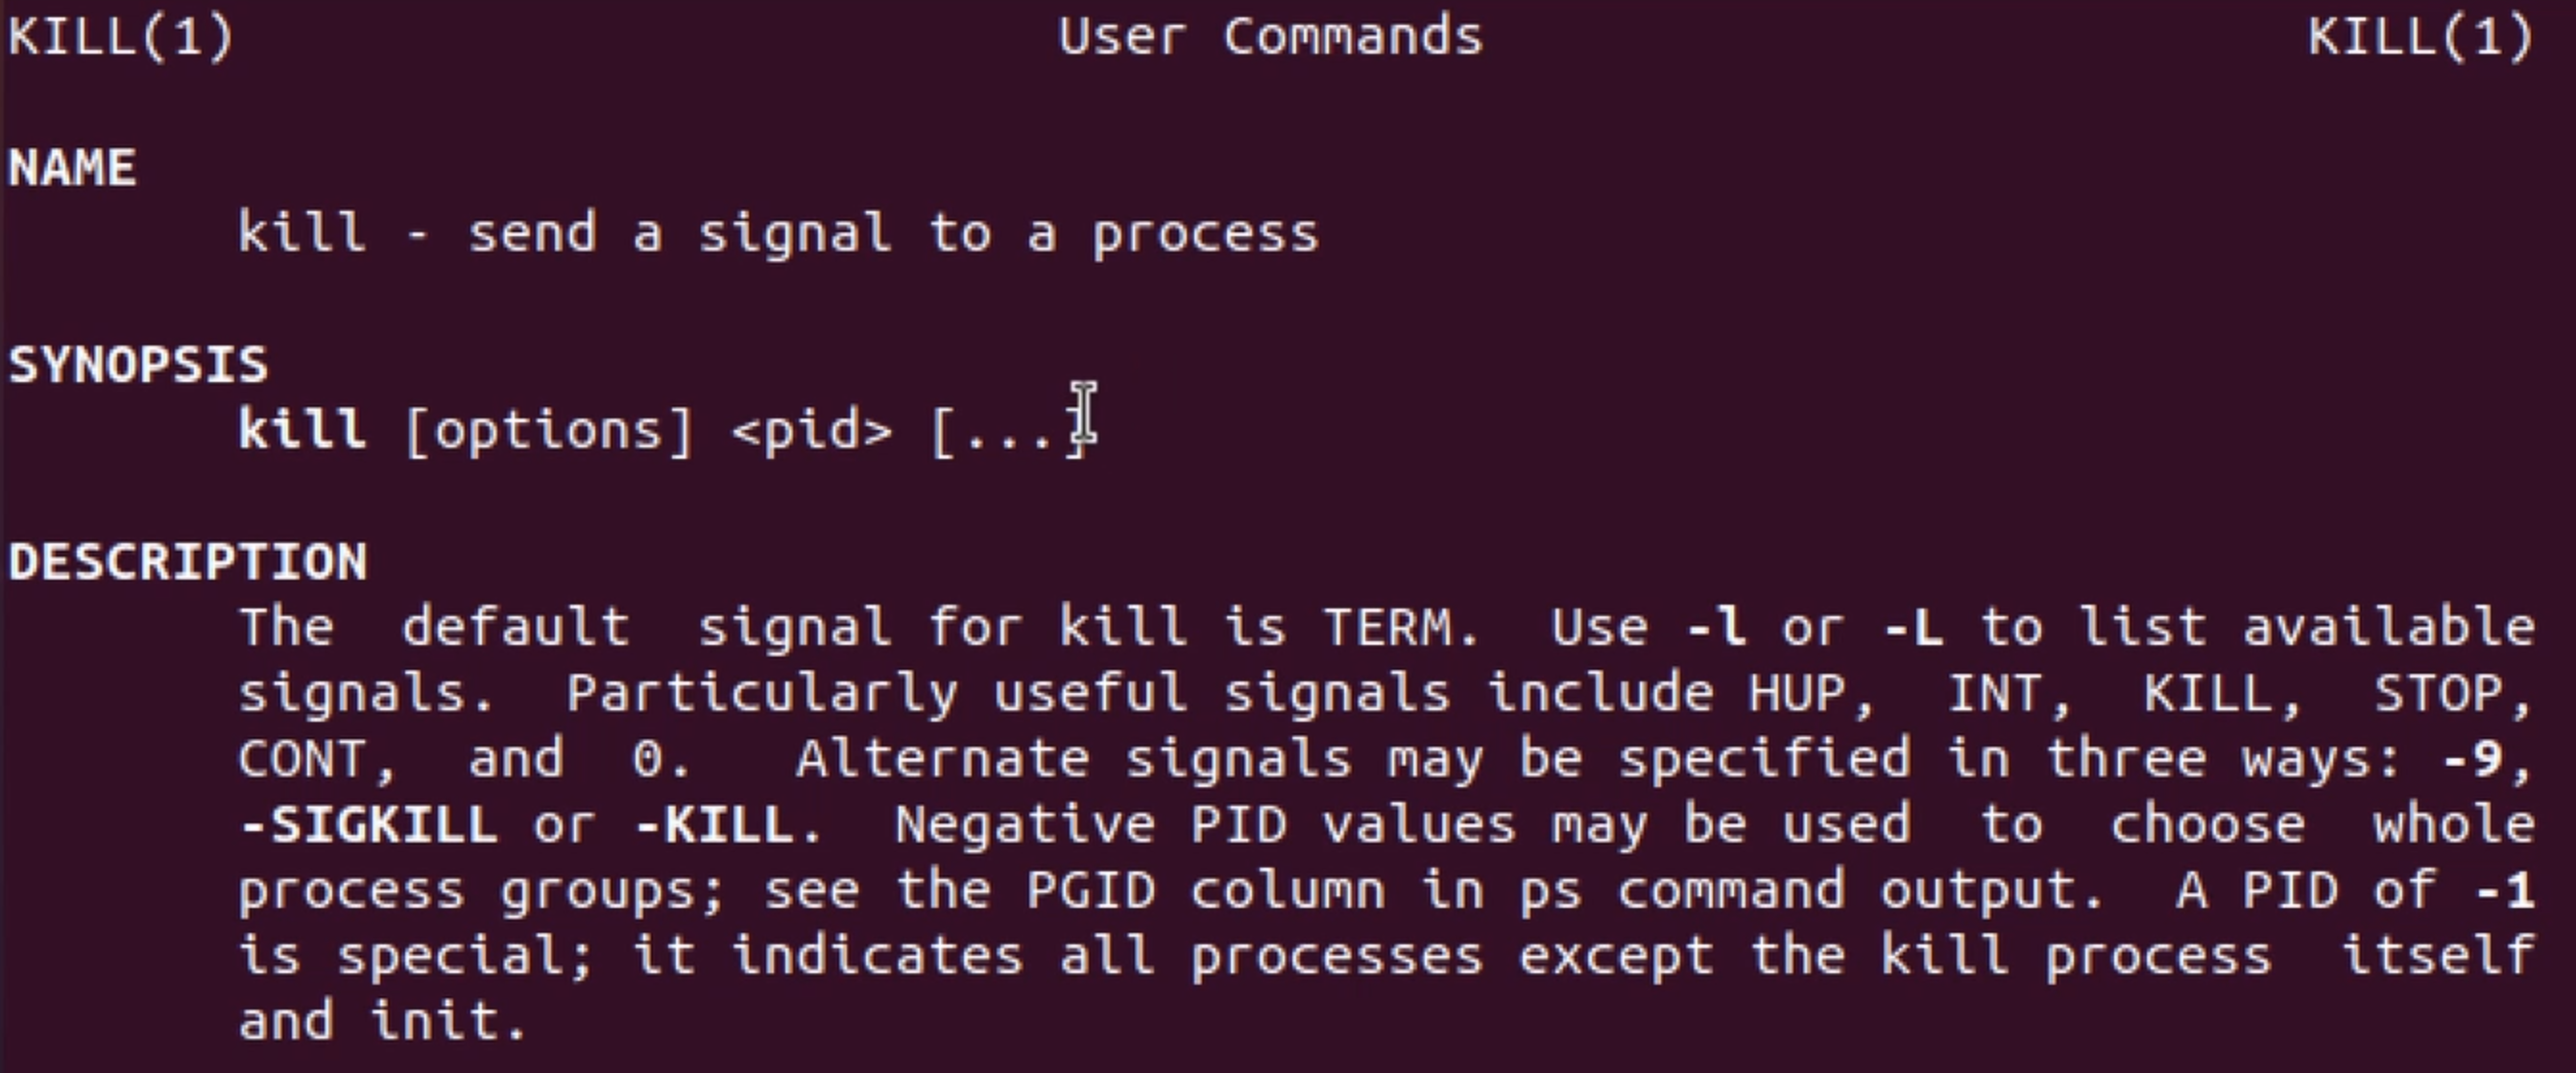 KILL(1) User Commands KILL(1)
NAME
kill - send a signal to a process
SYNOPSIS
kill [options] <pid> [...]
DESCRIPTION
The default signal for kill is TERM. Use -l or -L to list available
signals. Particularly useful signals include HUP, INT, KILL, STOP,
CONT, and 0. Alternate signals may be specified in three ways: -9,
-SIGKILL or -KILL. Negative PID values may be used to choose whole
process groups; see the PGID column in ps command output. A PID of -1
is special; it indicates all processes except the kill process itself
and init.